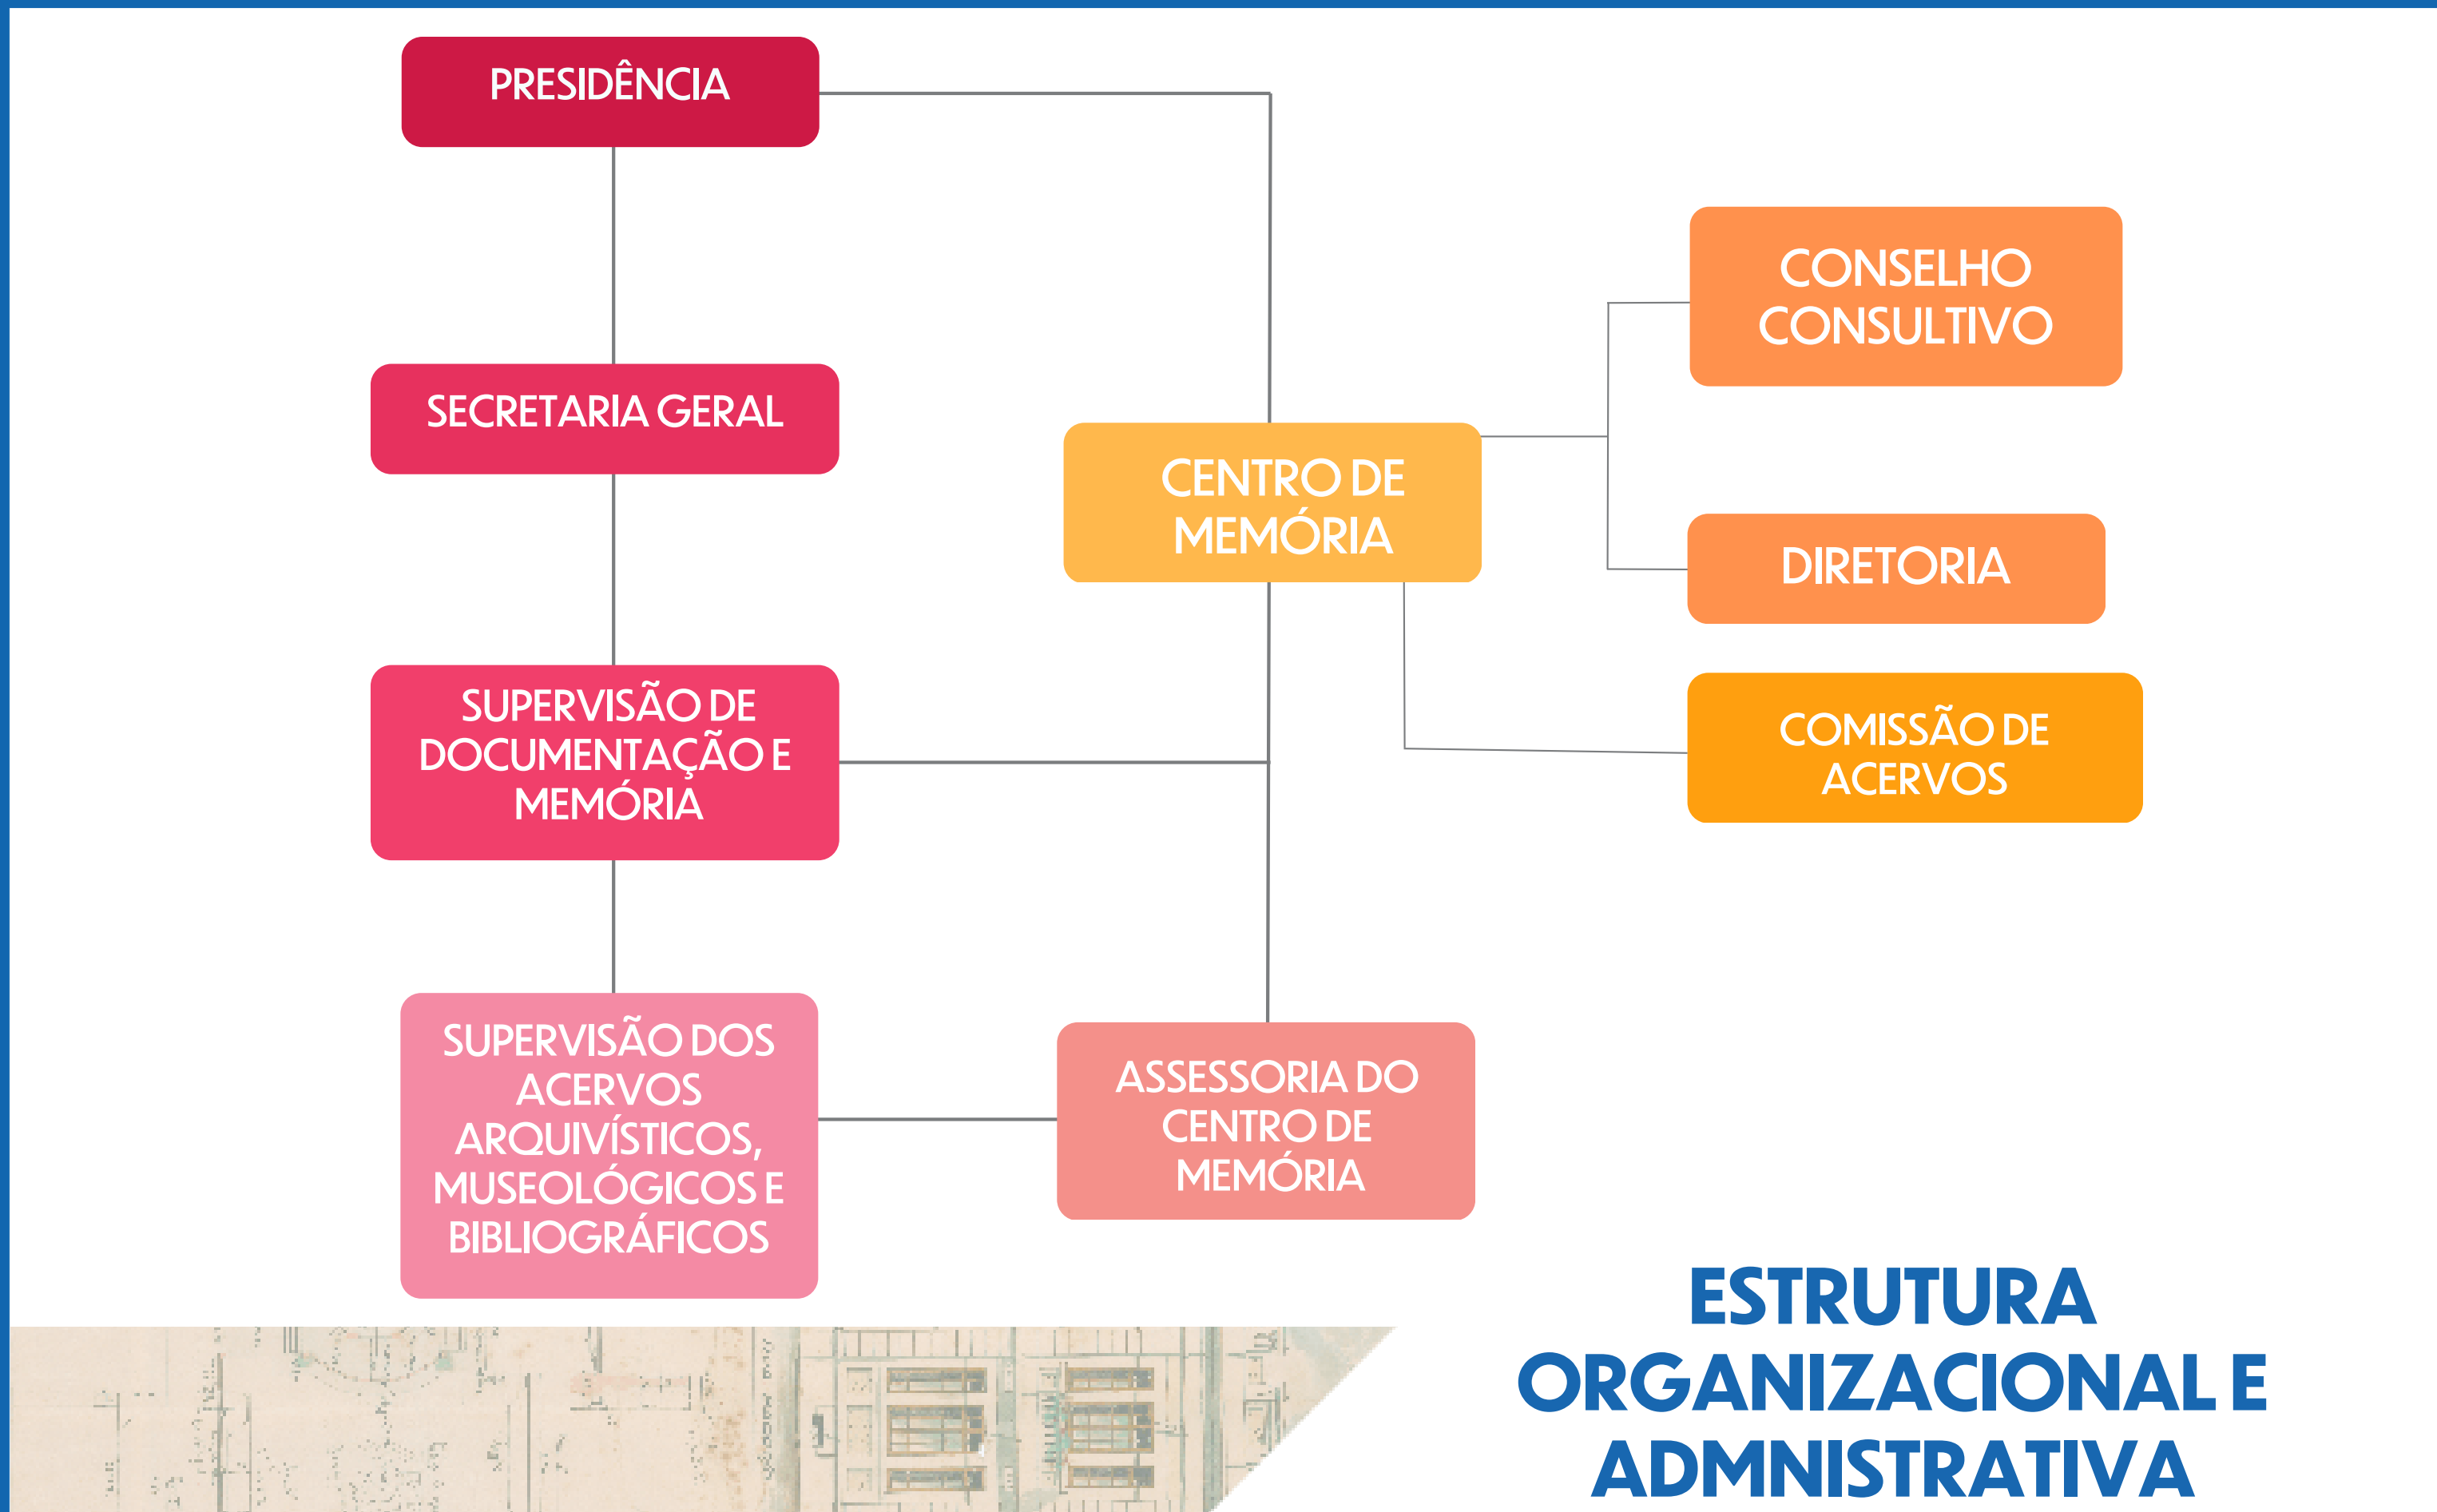 PRESIDÊNCIA
SECRETARIA GERAL
SUPERVISÃO DE
DOCUMENTAÇÃO E
MEMÓRIA
SUPERVISÃO DOS
ACERVOS
ARQUIVÍSTICOS,
MUSEOLÓGICOS E
BIBLIOGRÁFICOS
CENTRO DE
MEMÓRIA
ASSESSORIA DO
CENTRO DE
MEMÓRIA
CONSELHO
CONSULTIVO
DIRETORIA
COMISSÃO DE
ACERVOS
ESTRUTURA
ORGANIZACIONAL E
ADMNISTRATIVA